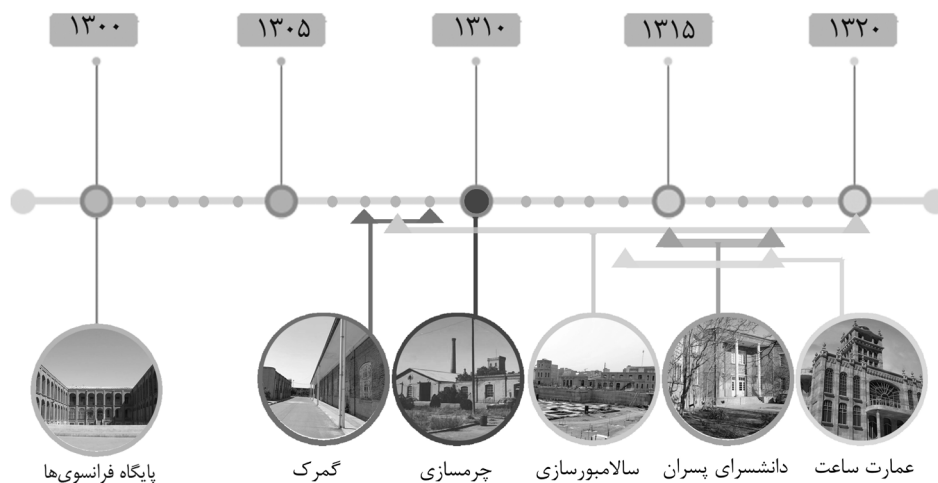 ۱۳۰۰
۱۳۰۵
۱۳۱۰
۱۳۱۵
۱۳۲۰
پایگاه فرانسوی‌ها
گمرک
چرمسازی
سالامبورسازی
دانشسرای پسران
عمارت ساعت